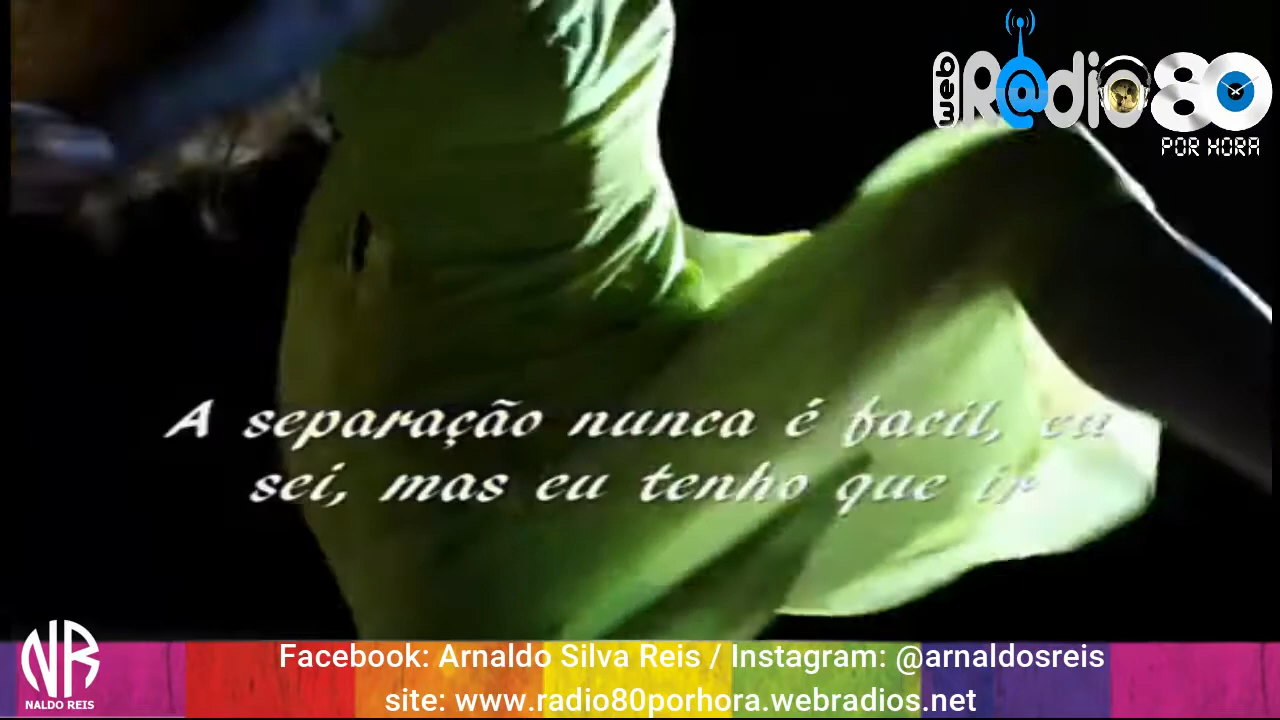 web Rádio 80
POR HORA
A separação nunca é facil, eu
sei, mas eu tenho que ir
NR
NALDO REIS
Facebook: Arnaldo Silva Reis / Instagram: @arnaldosreis
site: www.radio80porhora.webradios.net